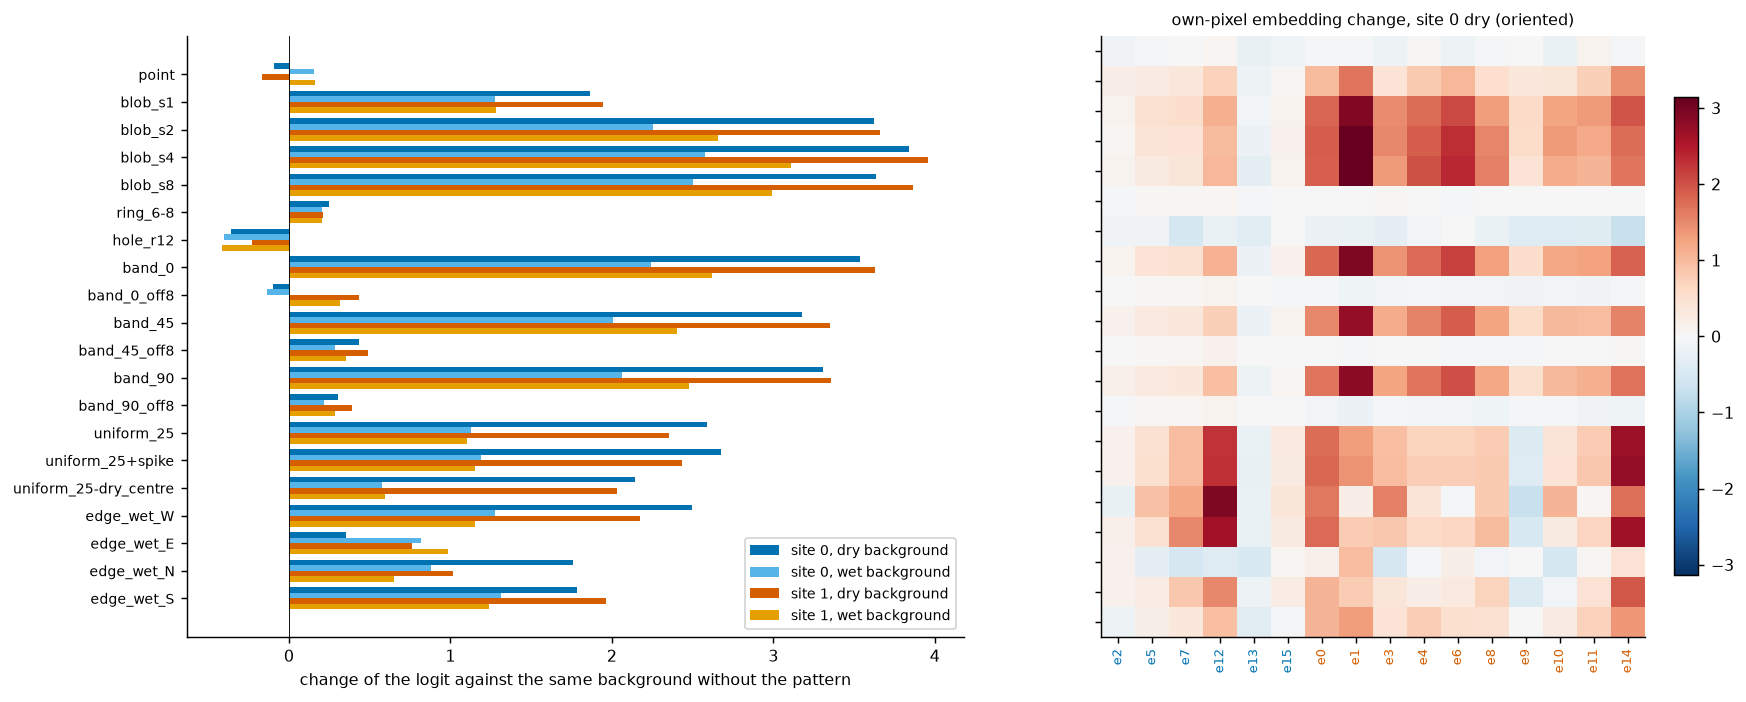 own-pixel embedding change, site 0 dry (oriented)
point
blob_s1
blob_s2
blob_s4
blob_s8
ring_6-8
hole_r12
band_0
band_0_off8
band_45
band_45_off8
band_90
band_90_off8
uniform_25
uniform_25+spike
uniform_25-dry_centre
edge_wet_W
edge_wet_E
edge_wet_N
edge_wet_S
site 0, dry background
site 0, wet background
site 1, dry background
site 1, wet background
0 1 2 3 4
change of the logit against the same background without the pattern
e2 e5 e7 e12 e13 e15 e0 e1 e3 e4 e6 e8 e9 e10 e11 e14
3
2
1
0
−1
−2
−3